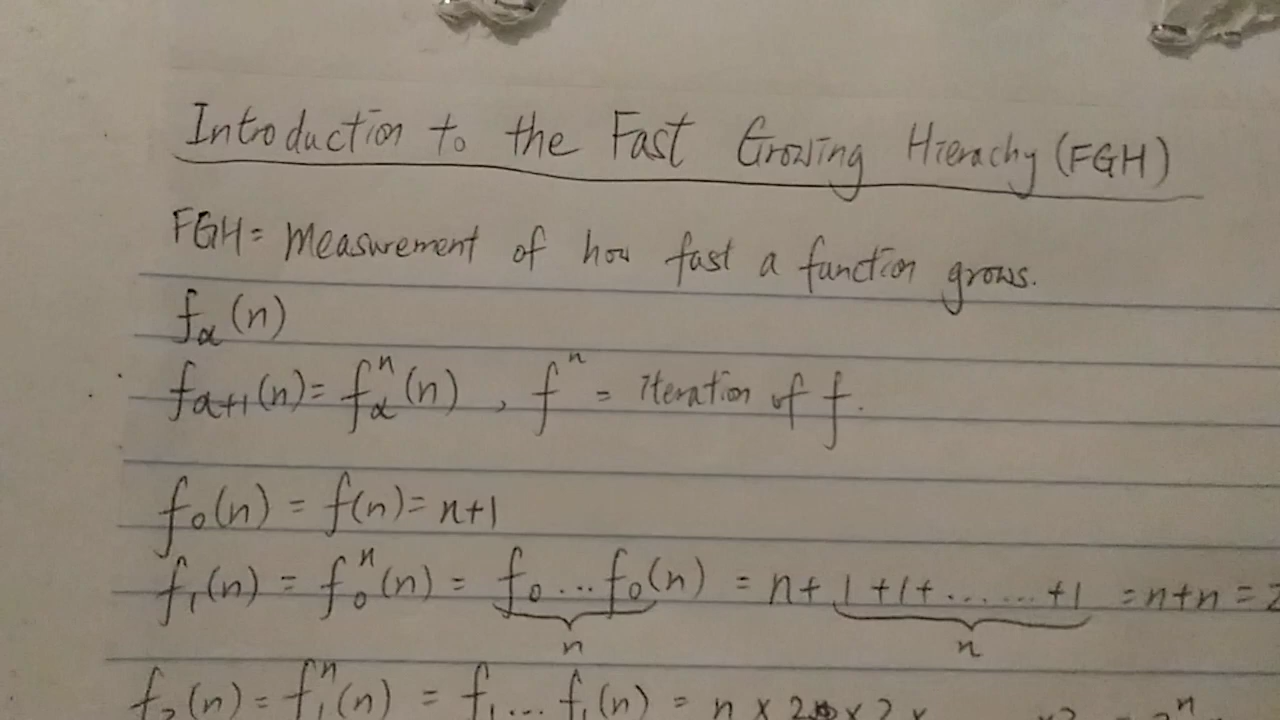 Introduction to the Fast Growing Hierachy (FGH)
FGH = Measurement of how fast a function grows.
fα(n)
fα+1(n) = fαⁿ(n) , fⁿ = iteration of f.
f₀(n) = f(n) = n+1
f₁(n) = f₀ⁿ(n) = f₀...f₀(n) = n + 1 +1+......+1 = n+n = 2
n n
f₂(n) = f₁ⁿ(n) = f₁...f₁(n) = n × 2 × 2 ×